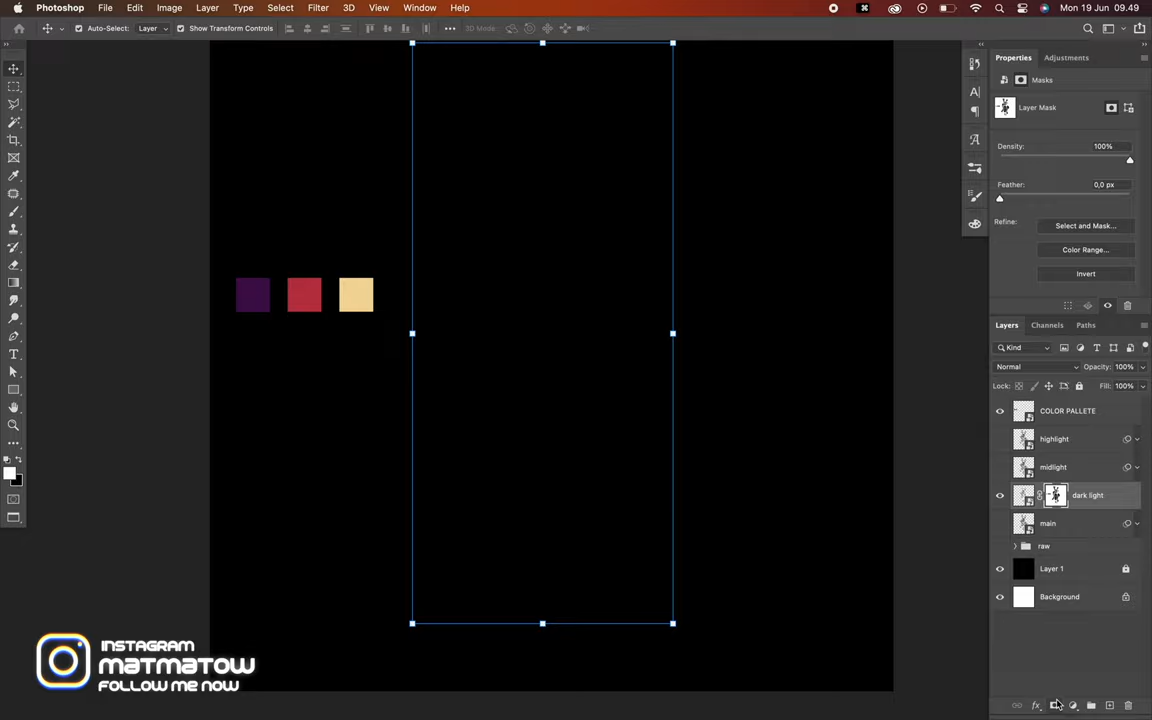 Photoshop File Edit Image Layer Type Select Filter 3D View Window Help Mon 19 Jun 09.49
Auto-Select: Layer Show Transform Controls 3D Mode:
Properties Adjustments
Masks
Layer Mask
Density: 100%
Feather: 0,0 px
Refine: Select and Mask...
Color Range...
Invert
Layers Channels Paths
Kind
Normal Opacity: 100%
Lock: Fill: 100%
COLOR PALLETE
highlight
midlight
dark light
main
raw
Layer 1
Background
INSTAGRAM
MATMATOW
FOLLOW ME NOW